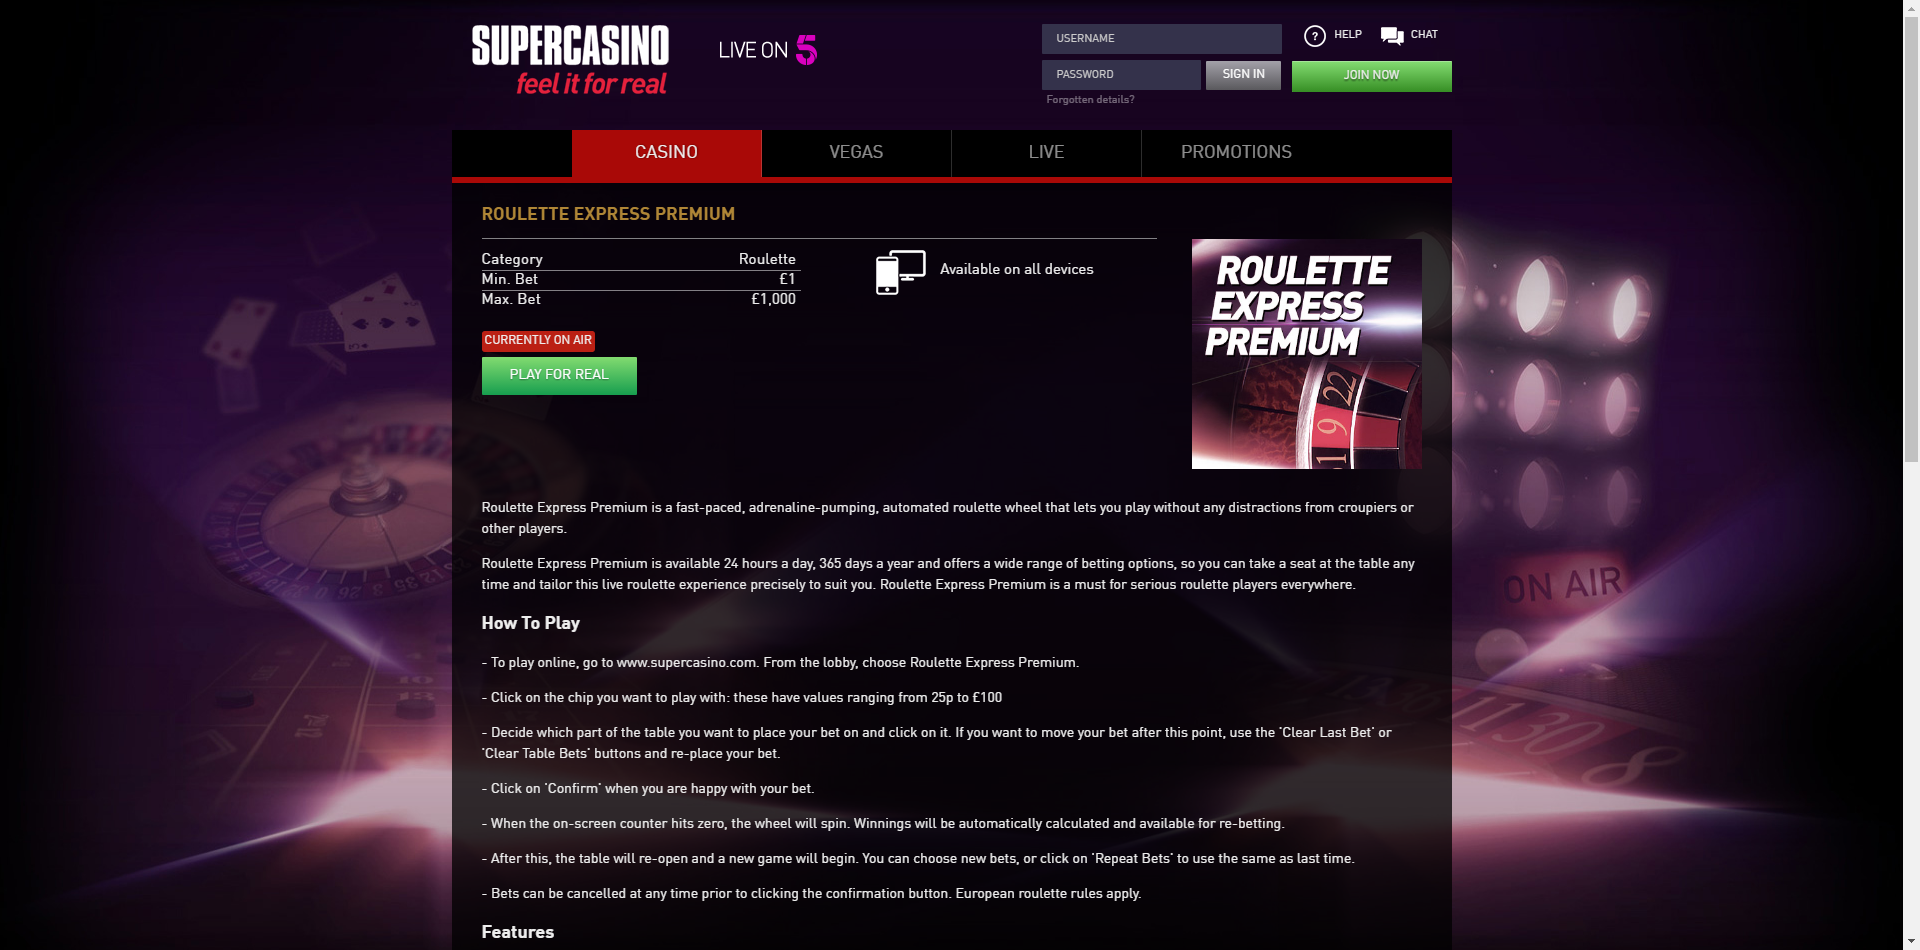 SUPERCASINO
feel it for real
LIVE ON 5
USERNAME
PASSWORD
SIGN IN
Forgotten details?
? HELP
CHAT
JOIN NOW
CASINO
VEGAS
LIVE
PROMOTIONS
ROULETTE EXPRESS PREMIUM
Category Roulette
Min. Bet £1
Max. Bet £1,000
Available on all devices
CURRENTLY ON AIR
PLAY FOR REAL
ROULETTE
EXPRESS
PREMIUM
22
9
31
Roulette Express Premium is a fast-paced, adrenaline-pumping, automated roulette wheel that lets you play without any distractions from croupiers or
other players.
Roulette Express Premium is available 24 hours a day, 365 days a year and offers a wide range of betting options, so you can take a seat at the table any
time and tailor this live roulette experience precisely to suit you. Roulette Express Premium is a must for serious roulette players everywhere.
ON AIR
How To Play
- To play online, go to www.supercasino.com. From the lobby, choose Roulette Express Premium.
- Click on the chip you want to play with: these have values ranging from 25p to £100
- Decide which part of the table you want to place your bet on and click on it. If you want to move your bet after this point, use the 'Clear Last Bet' or
'Clear Table Bets' buttons and re-place your bet.
- Click on 'Confirm' when you are happy with your bet.
- When the on-screen counter hits zero, the wheel will spin. Winnings will be automatically calculated and available for re-betting.
- After this, the table will re-open and a new game will begin. You can choose new bets, or click on 'Repeat Bets' to use the same as last time.
- Bets can be cancelled at any time prior to clicking the confirmation button. European roulette rules apply.
Features